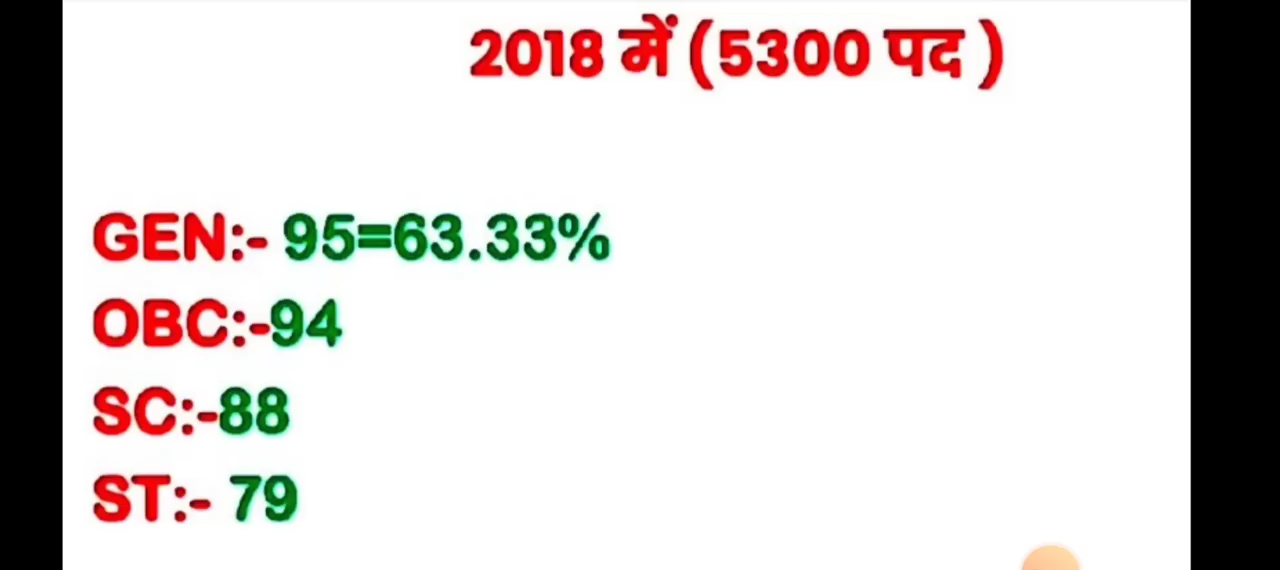 2018 में (5300 पद )
GEN:- 95=63.33%
OBC:-94
SC:-88
ST:- 79